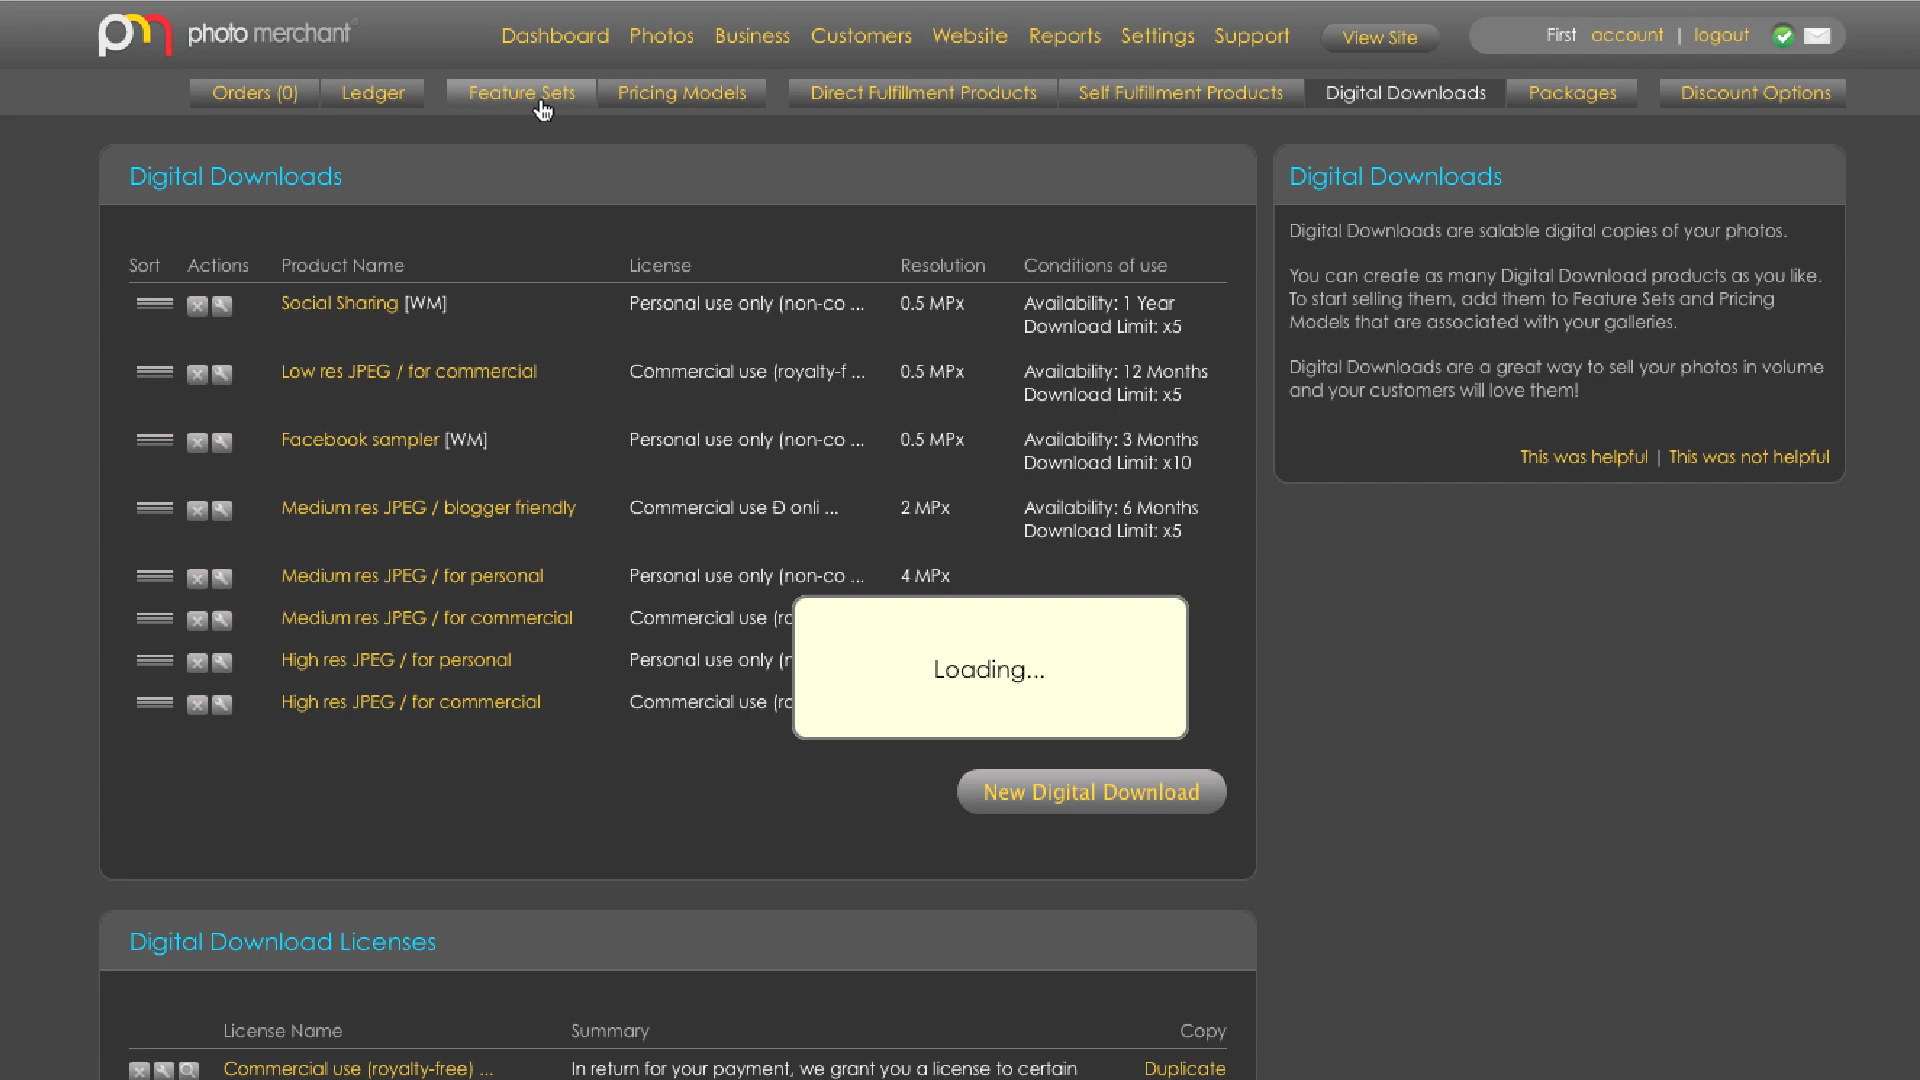 pm photo merchant
Dashboard Photos Business Customers Website Reports Settings Support View Site First account | logout
Orders (0) Ledger Feature Sets Pricing Models Direct Fulfillment Products Self Fulfillment Products Digital Downloads Packages Discount Options
Digital Downloads
Sort Actions Product Name License Resolution Conditions of use
Social Sharing [WM] Personal use only (non-co ... 0.5 MPx Availability: 1 Year
Download Limit: x5
Low res JPEG / for commercial Commercial use (royalty-f ... 0.5 MPx Availability: 12 Months
Download Limit: x5
Facebook sampler [WM] Personal use only (non-co ... 0.5 MPx Availability: 3 Months
Download Limit: x10
Medium res JPEG / blogger friendly Commercial use Ð onli ... 2 MPx Availability: 6 Months
Download Limit: x5
Medium res JPEG / for personal Personal use only (non-co ... 4 MPx
Medium res JPEG / for commercial Commercial use (ro
High res JPEG / for personal Personal use only (n
High res JPEG / for commercial Commercial use (ro
Loading...
New Digital Download
Digital Downloads
Digital Downloads are salable digital copies of your photos.
You can create as many Digital Download products as you like.
To start selling them, add them to Feature Sets and Pricing
Models that are associated with your galleries.
Digital Downloads are a great way to sell your photos in volume
and your customers will love them!
This was helpful | This was not helpful
Digital Download Licenses
License Name Summary Copy
Commercial use (royalty-free) ... In return for your payment, we grant you a license to certain Duplicate